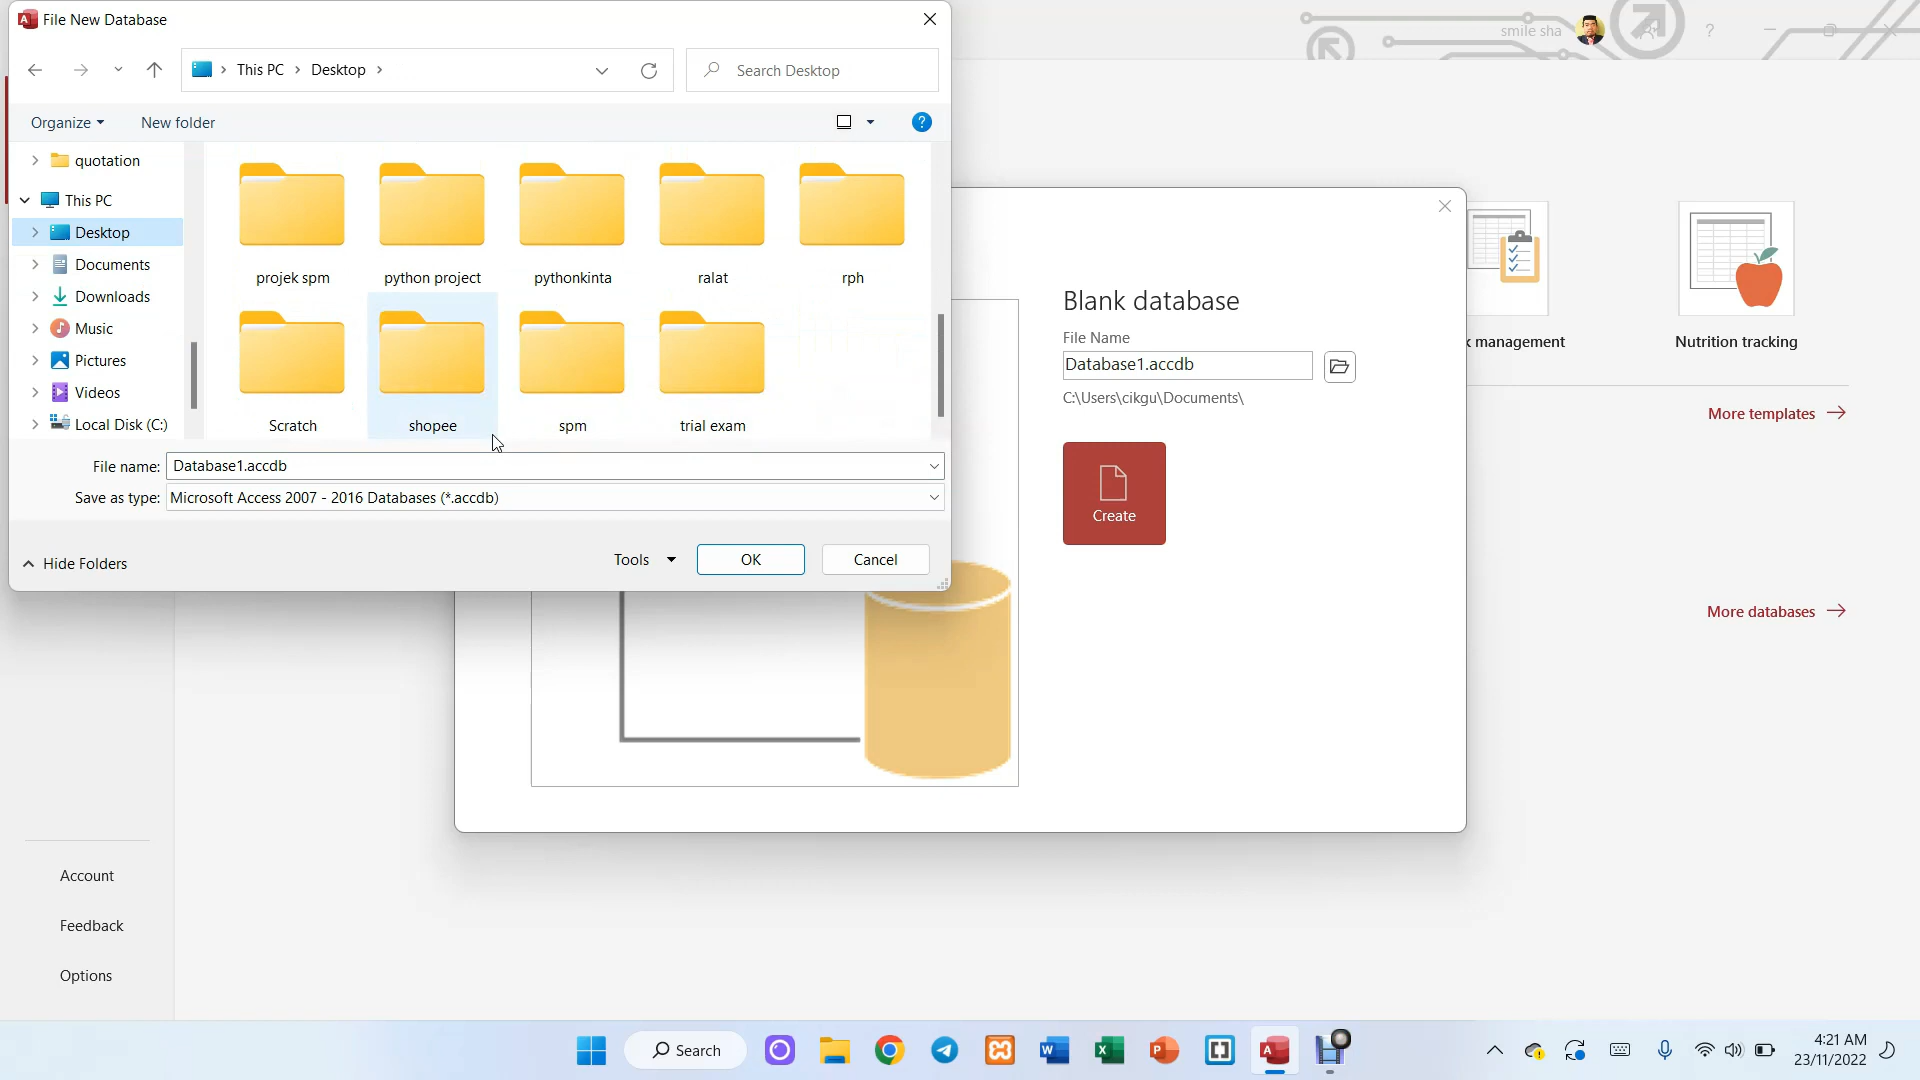 File New Database
smile sha
?
This PC
Desktop
Search Desktop
Organize
New folder
?
quotation
This PC
Desktop
Documents
Downloads
Music
Pictures
Videos
Local Disk (C:)
projek spm
python project
pythonkinta
ralat
rph
Scratch
shopee
spm
trial exam
File name:
Database1.accdb
Save as type:
Microsoft Access 2007 - 2016 Databases (*.accdb)
Hide Folders
Tools
OK
Cancel
Blank database
File Name
Database1.accdb
C:\Users\cikgu\Documents\
Create
management
Nutrition tracking
More templates
More databases
Account
Feedback
Options
Search
4:21 AM
23/11/2022